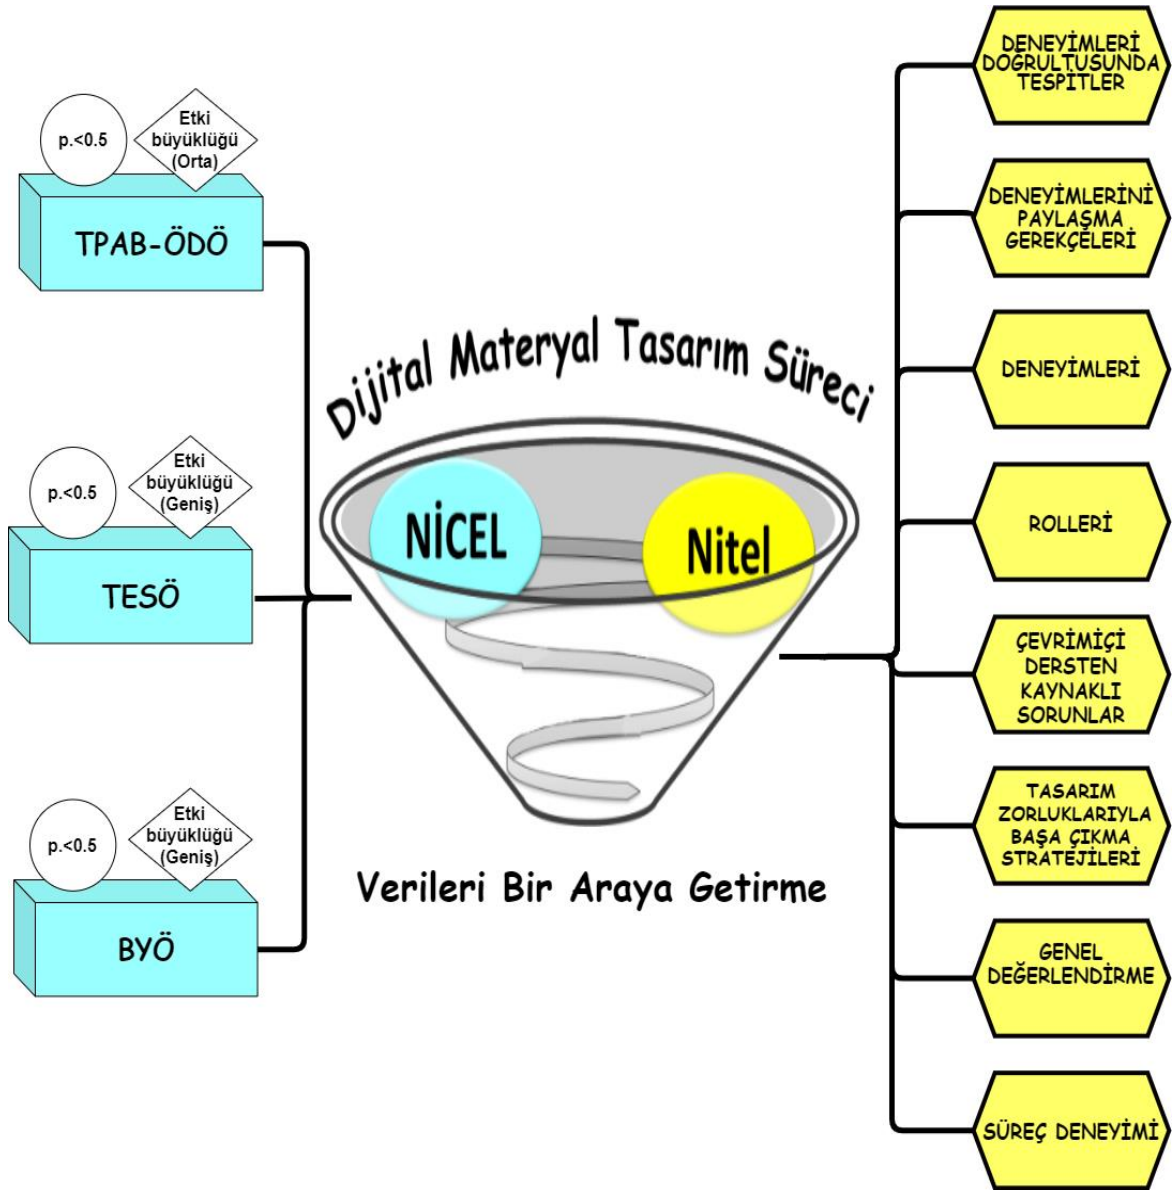 p.<0.5
Etki
büyüklüğü
(Orta)
TPAB-ÖDÖ
p.<0.5
Etki
büyüklüğü
(Geniş)
TESÖ
p.<0.5
Etki
büyüklüğü
(Geniş)
BYÖ
Dijital Materyal Tasarım Süreci
NİCEL
Nitel
Verileri Bir Araya Getirme
DENEYİMLERİ
DOĞRULTUSUNDA
TESPİTLER
DENEYİMLERİNİ
PAYLAŞMA
GEREKÇELERİ
DENEYİMLERİ
ROLLERİ
ÇEVRİMİÇİ
DERSTEN
KAYNAKLI
SORUNLAR
TASARIM
ZORLUKLARIYLA
BAŞA ÇIKMA
STRATEJİLERİ
GENEL
DEĞERLENDİRME
SÜREÇ DENEYİMİ